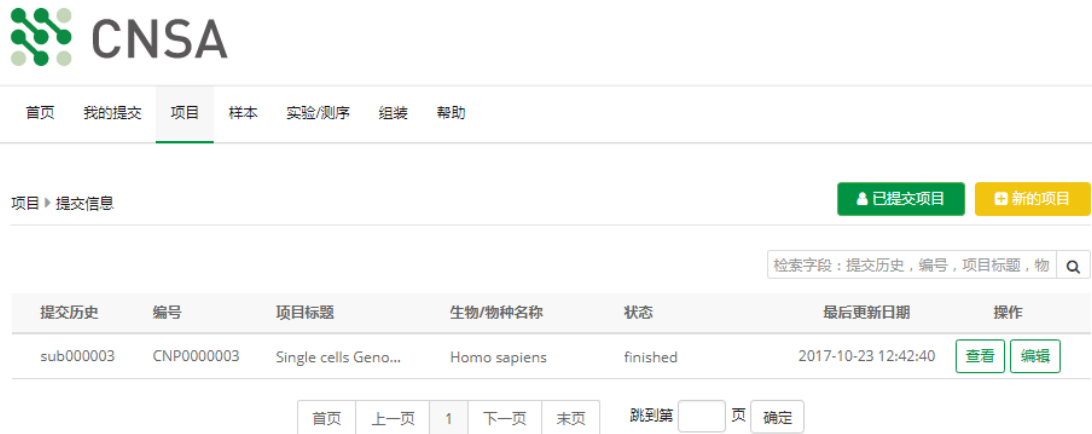 CNSA
首页 我的提交 项目 样本 实验/测序 组装 帮助
项目 提交信息 已提交项目 新的项目
检索字段：提交历史，编号，项目标题，物
提交历史 编号 项目标题 生物/物种名称 状态 最后更新日期 操作
sub000003 CNP0000003 Single cells Geno... Homo sapiens finished 2017-10-23 12:42:40 查看 编辑
首页 上一页 1 下一页 末页 跳到第 页 确定